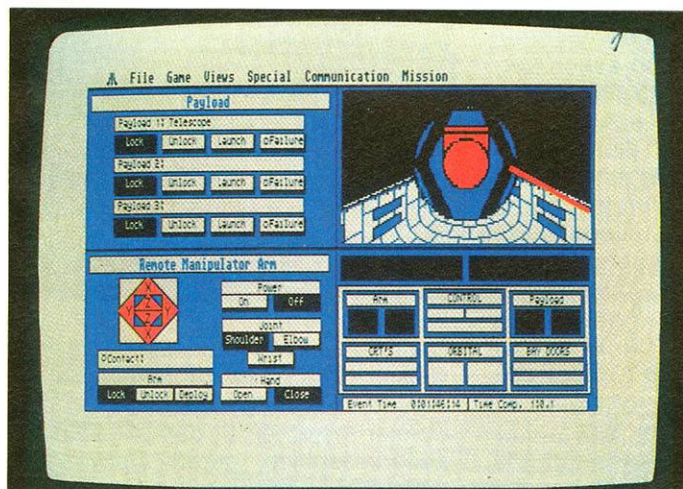 File Game Views Special Communication Mission
Payload
Payload 1: Telescope
Lock Unlock Launch Failure
Payload 2:
Lock Unlock Launch Failure
Payload 3:
Lock Unlock Launch Failure
Remote Manipulator Arm
X
Y Z Z Y
X
Power
On Off
Joint
Shoulder Elbow
Wrist
Contact:
Arm
Lock Unlock Deploy
Hand
Open Close
Arm CONTROL Payload
CRT'S ORBITAL BAY DOORS
Event Time Time Comp.